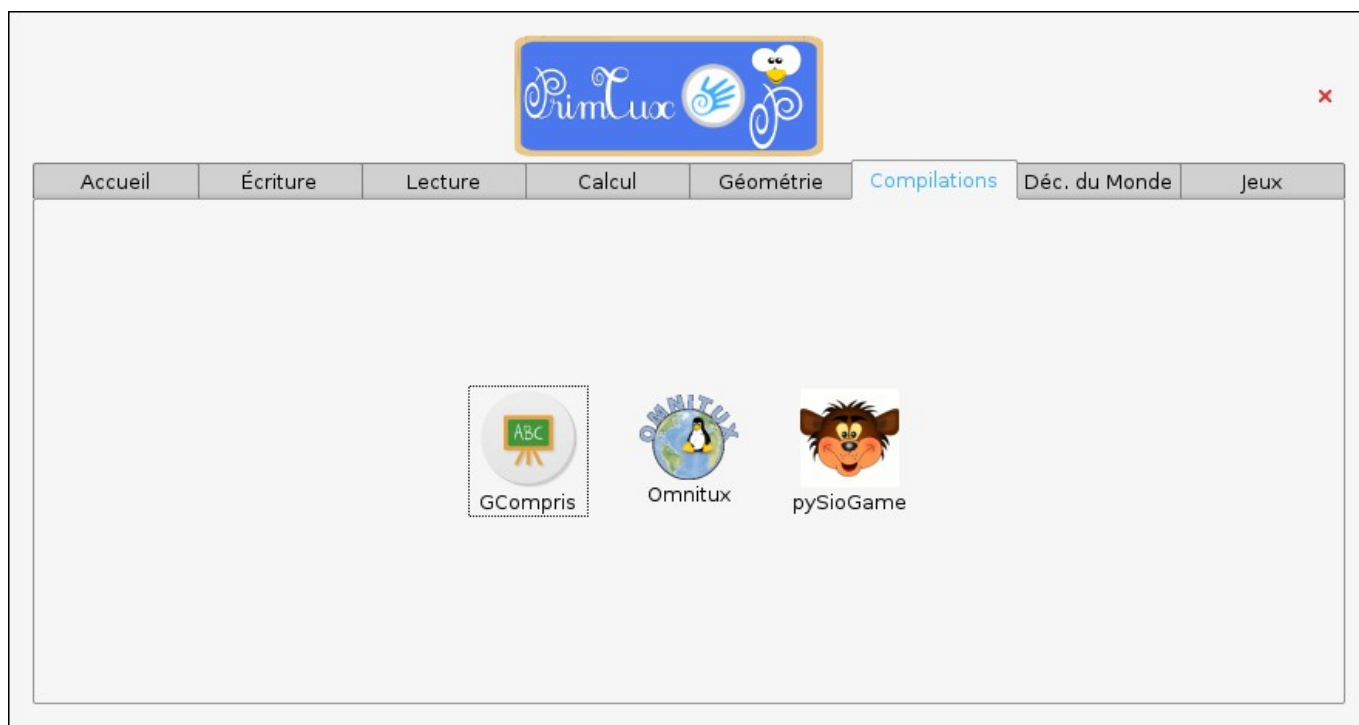 PrimTux
Accueil
Écriture
Lecture
Calcul
Géométrie
Compilations
Déc. du Monde
Jeux
ABC
GCompris
OMNITUX
Omnitux
pySioGame